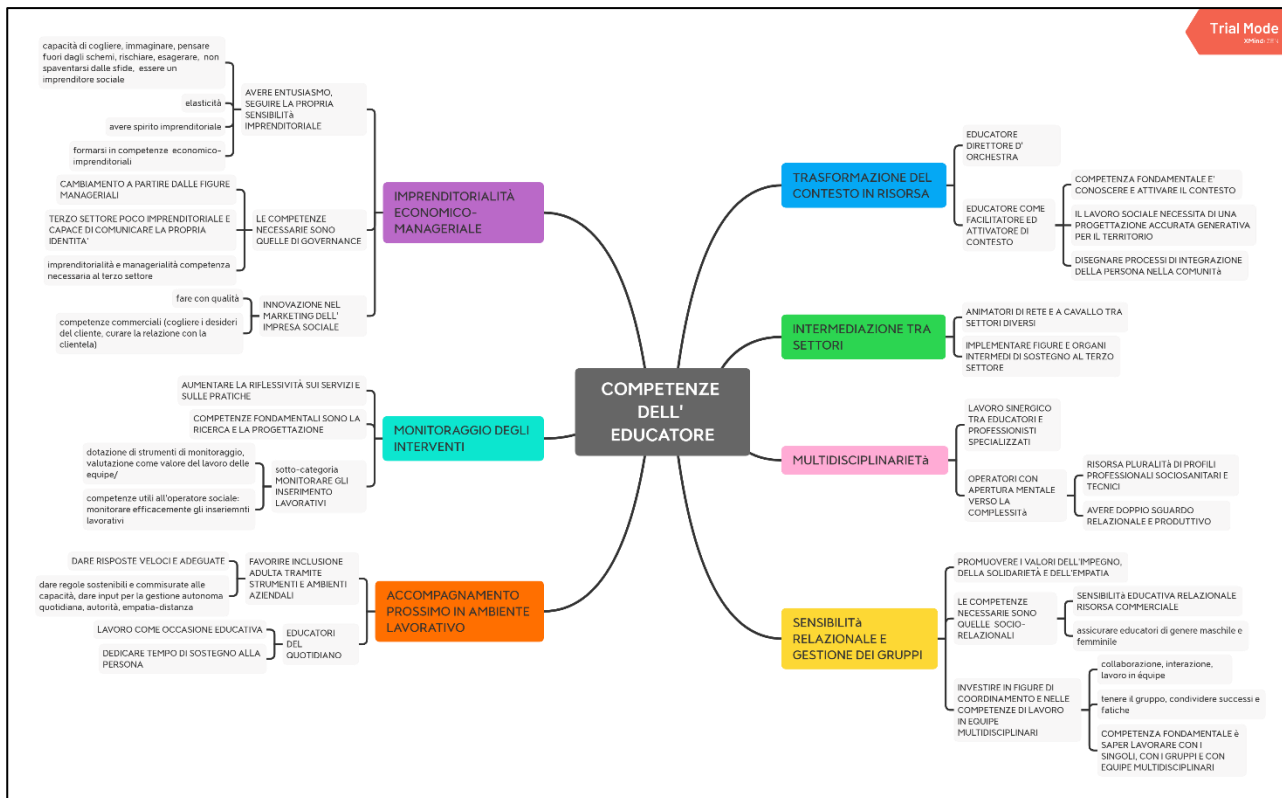 Trial Mode
XMind: ZEN
capacità di cogliere, immaginare, pensare
fuori dagli schemi, rischiare, esagerare, non
spaventarsi dalle sfide, essere un
imprenditore sociale
elasticità
avere spirito imprenditoriale
formarsi in competenze economico-
imprenditoriali
AVERE ENTUSIASMO,
SEGUIRE LA PROPRIA
SENSIBILITà
IMPRENDITORIALE
CAMBIAMENTO A PARTIRE DALLE FIGURE
MANAGERIALI
TERZO SETTORE POCO IMPRENDITORIALE E
CAPACE DI COMUNICARE LA PROPRIA
IDENTITA'
imprenditorialità e managerialità competenza
necessaria al terzo settore
LE COMPETENZE
NECESSARIE SONO
QUELLE DI GOVERNANCE
fare con qualità
competenze commerciali (cogliere i desideri
del cliente, curare la relazione con la
clientela)
INNOVAZIONE NEL
MARKETING DELL'
IMPRESA SOCIALE
IMPRENDITORIALITÀ
ECONOMICO-
MANAGERIALE
AUMENTARE LA RIFLESSIVITÀ SUI SERVIZI E
SULLE PRATICHE
COMPETENZE FONDAMENTALI SONO LA
RICERCA E LA PROGETTAZIONE
dotazione di strumenti di monitoraggio,
valutazione come valore del lavoro delle
equipe/
competenze utili all'operatore sociale:
monitorare efficacemente gli inseriemnti
lavorativi
sotto-categoria
MONITORARE GLI
INSERIMENTO
LAVORATIVI
MONITORAGGIO DEGLI
INTERVENTI
DARE RISPOSTE VELOCI E ADEGUATE
dare regole sostenibili e commisurate alle
capacità, dare input per la gestione autonoma
quotidiana, autorità, empatia-distanza
FAVORIRE INCLUSIONE
ADULTA TRAMITE
STRUMENTI E AMBIENTI
AZIENDALI
LAVORO COME OCCASIONE EDUCATIVA
DEDICARE TEMPO DI SOSTEGNO ALLA
PERSONA
EDUCATORI
DEL
QUOTIDIANO
ACCOMPAGNAMENTO
PROSSIMO IN AMBIENTE
LAVORATIVO
COMPETENZE
DELL'
EDUCATORE
TRASFORMAZIONE DEL
CONTESTO IN RISORSA
EDUCATORE
DIRETTORE D'
ORCHESTRA
EDUCATORE COME
FACILITATORE ED
ATTIVATORE DI
CONTESTO
COMPETENZA FONDAMENTALE E'
CONOSCERE E ATTIVARE IL CONTESTO
IL LAVORO SOCIALE NECESSITA DI UNA
PROGETTAZIONE ACCURATA GENERATIVA
PER IL TERRITORIO
DISEGNARE PROCESSI DI INTEGRAZIONE
DELLA PERSONA NELLA COMUNITà
INTERMEDIAZIONE TRA
SETTORI
ANIMATORI DI RETE E A CAVALLO TRA
SETTORI DIVERSI
IMPLEMENTARE FIGURE E ORGANI
INTERMEDI DI SOSTEGNO AL TERZO
SETTORE
MULTIDISCIPLINARIETà
LAVORO SINERGICO
TRA EDUCATORI E
PROFESSIONISTI
SPECIALIZZATI
OPERATORI CON
APERTURA MENTALE
VERSO LA
COMPLESSITà
RISORSA PLURALITà DI PROFILI
PROFESSIONALI SOCIOSANITARI E
TECNICI
AVERE DOPPIO SGUARDO
RELAZIONALE E PRODUTTIVO
SENSIBILITà
RELAZIONALE E
GESTIONE DEI GRUPPI
PROMUOVERE I VALORI DELL'IMPEGNO,
DELLA SOLIDARIETÀ E DELL'EMPATIA
LE COMPETENZE
NECESSARIE SONO
QUELLE SOCIO-
RELAZIONALI
SENSIBILITÀ EDUCATIVA RELAZIONALE
RISORSA COMMERCIALE
assicurare educatori di genere maschile e
femminile
INVESTIRE IN FIGURE DI
COORDINAMENTO E NELLE
COMPETENZE DI LAVORO
IN EQUIPE
MULTIDISCIPLINARI
collaborazione, interazione,
lavoro in équipe
tenere il gruppo, condividere successi e
fatiche
COMPETENZA FONDAMENTALE è
SAPER LAVORARE CON I
SINGOLI, CON I GRUPPI E CON
EQUIPE MULTIDISCIPLINARI